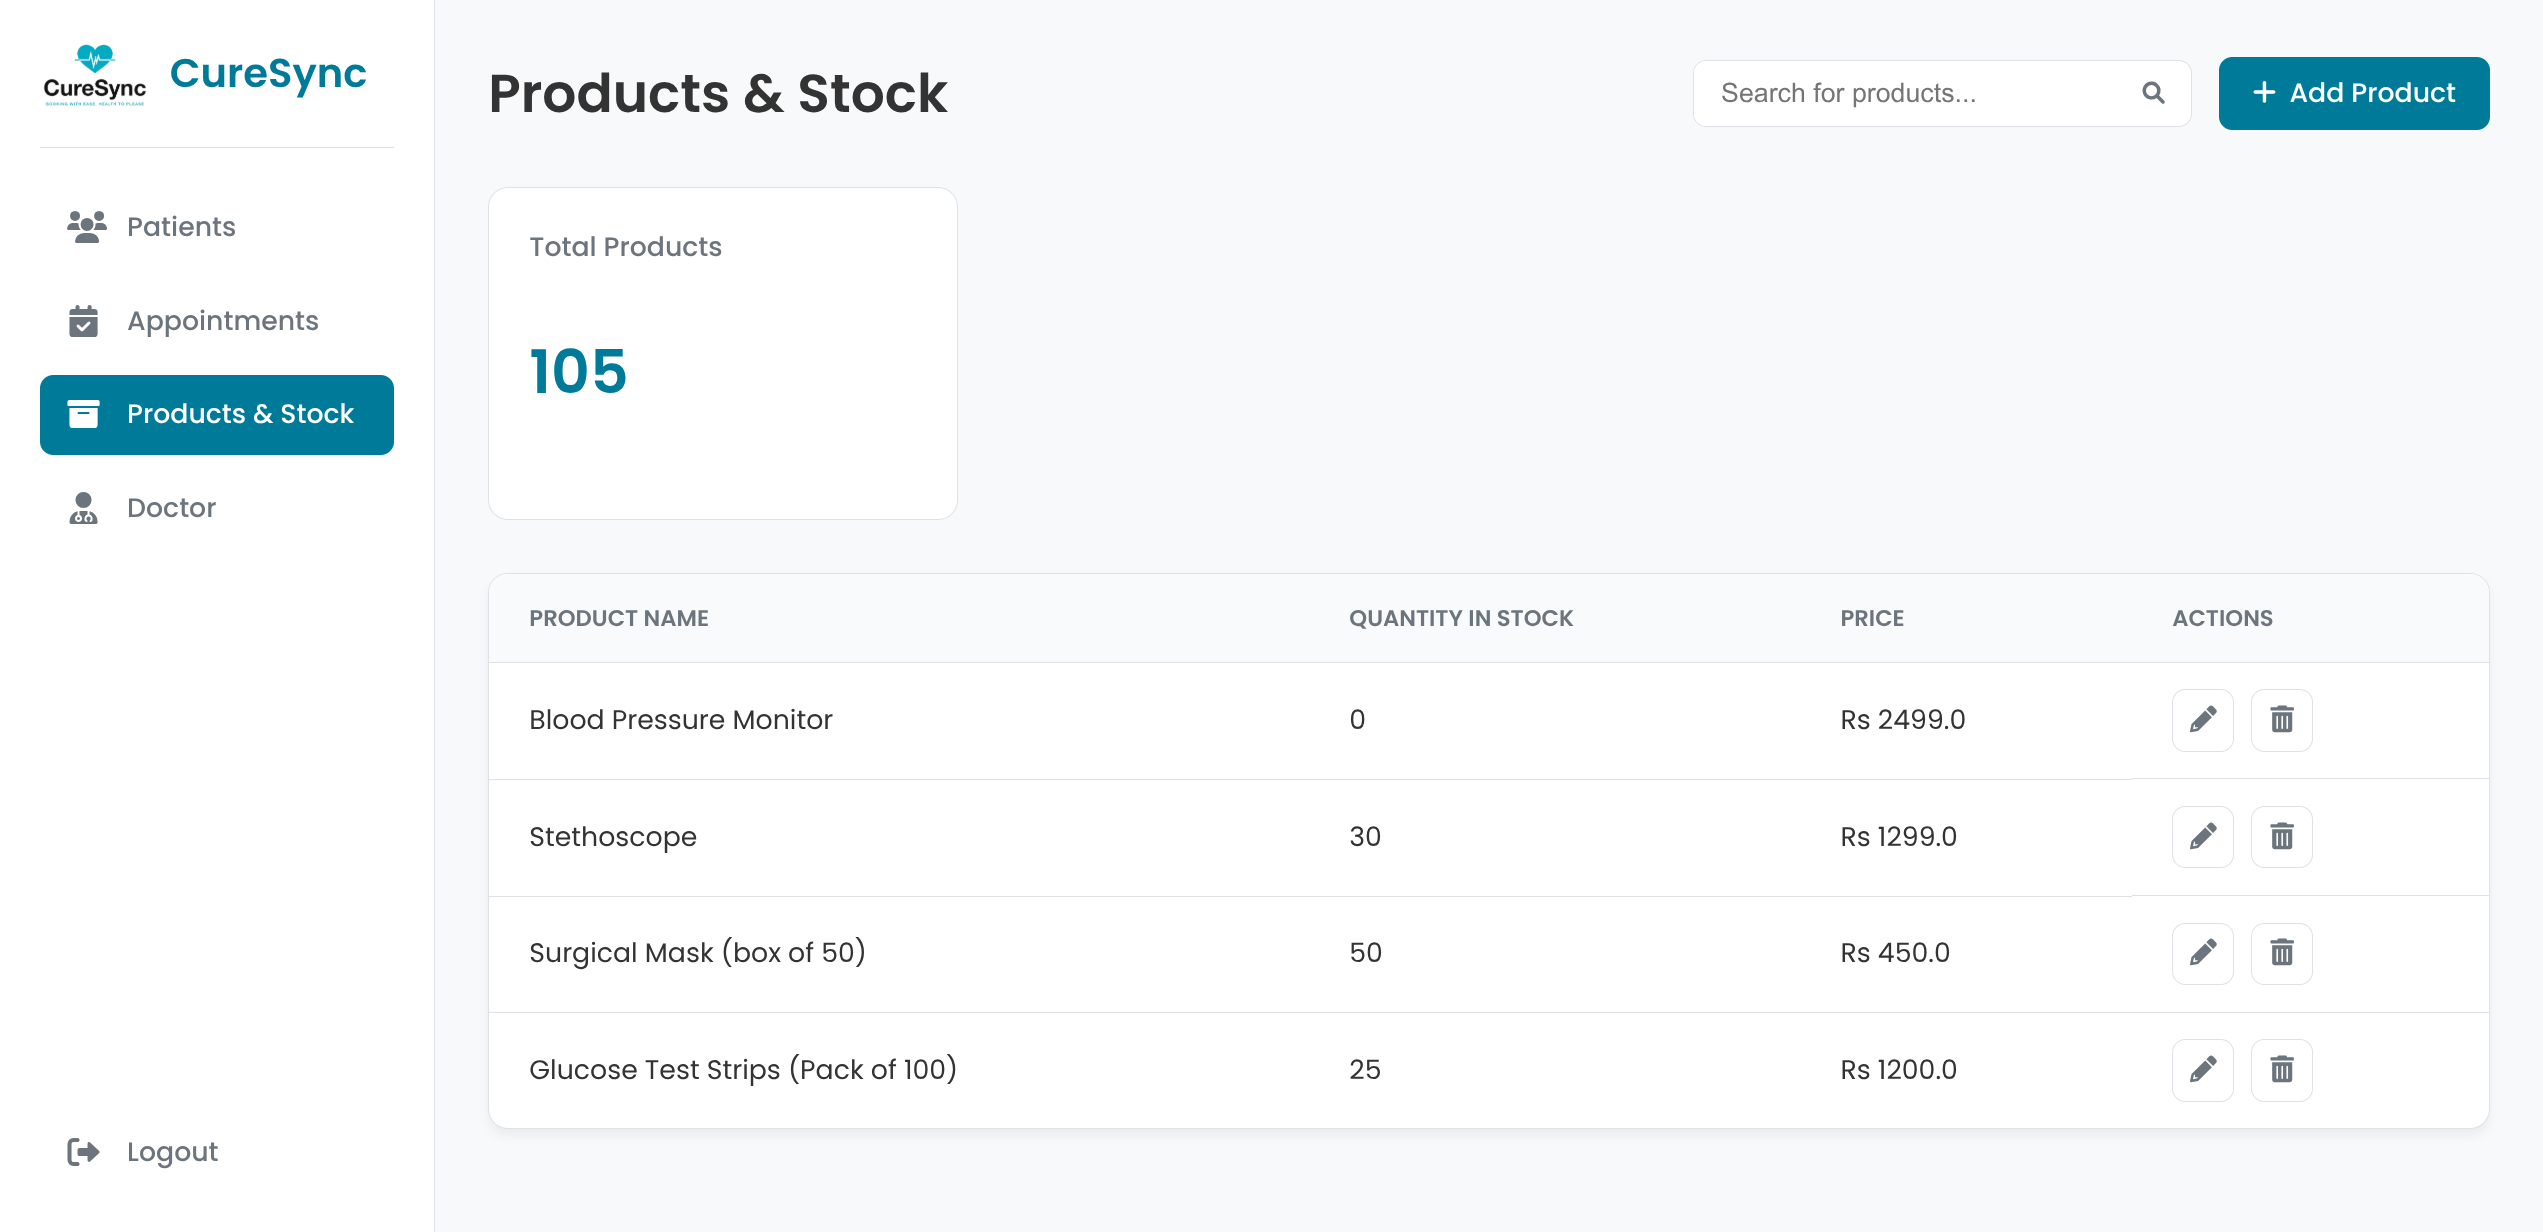 CureSync
CureSync
Products & Stock
Search for products...
+ Add Product
Patients
Appointments
Products & Stock
Doctor
Logout
Total Products
105
PRODUCT NAME QUANTITY IN STOCK PRICE ACTIONS
Blood Pressure Monitor 0 Rs 2499.0
Stethoscope 30 Rs 1299.0
Surgical Mask (box of 50) 50 Rs 450.0
Glucose Test Strips (Pack of 100) 25 Rs 1200.0